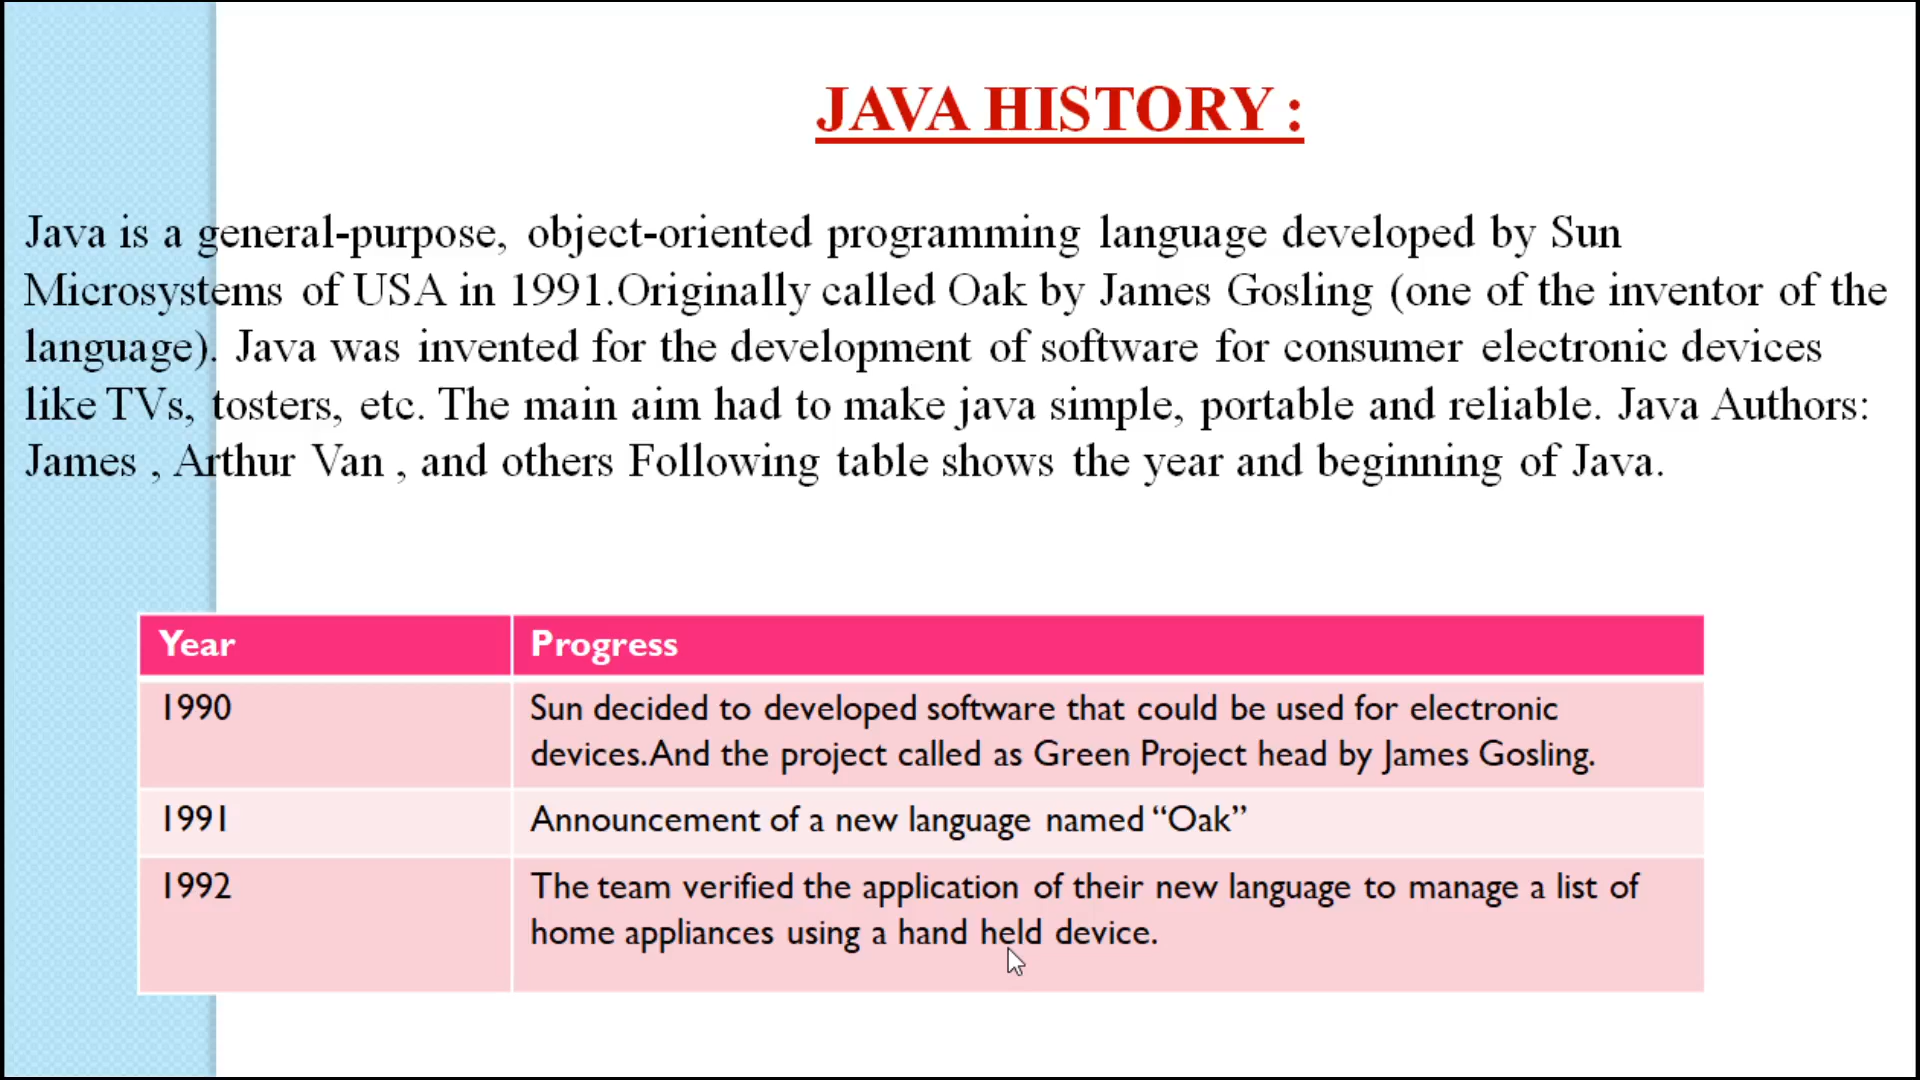 JAVA HISTORY :
Java is a general-purpose, object-oriented programming language developed by Sun
Microsystems of USA in 1991.Originally called Oak by James Gosling (one of the inventor of the
language). Java was invented for the development of software for consumer electronic devices
like TVs, tosters, etc. The main aim had to make java simple, portable and reliable. Java Authors:
James , Arthur Van , and others Following table shows the year and beginning of Java.
Year Progress
1990 Sun decided to developed software that could be used for electronic
devices.And the project called as Green Project head by James Gosling.
1991 Announcement of a new language named “Oak”
1992 The team verified the application of their new language to manage a list of
home appliances using a hand held device.